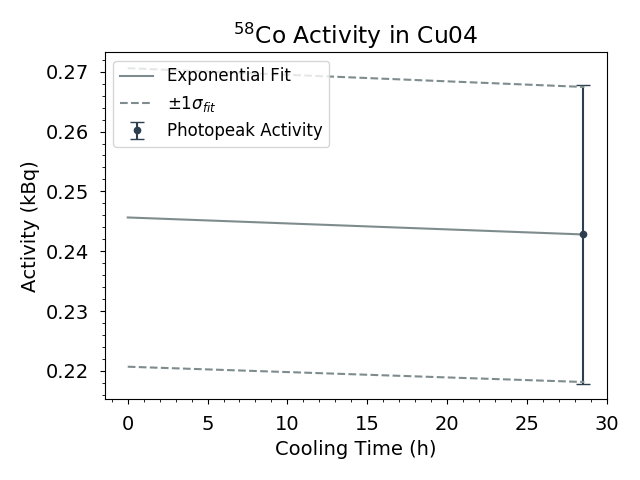 ⁵⁸Co Activity in Cu04
Exponential Fit
±1σ_fit
Photopeak Activity
Activity (kBq)
0.27
0.26
0.25
0.24
0.23
0.22
0 5 10 15 20 25 30
Cooling Time (h)